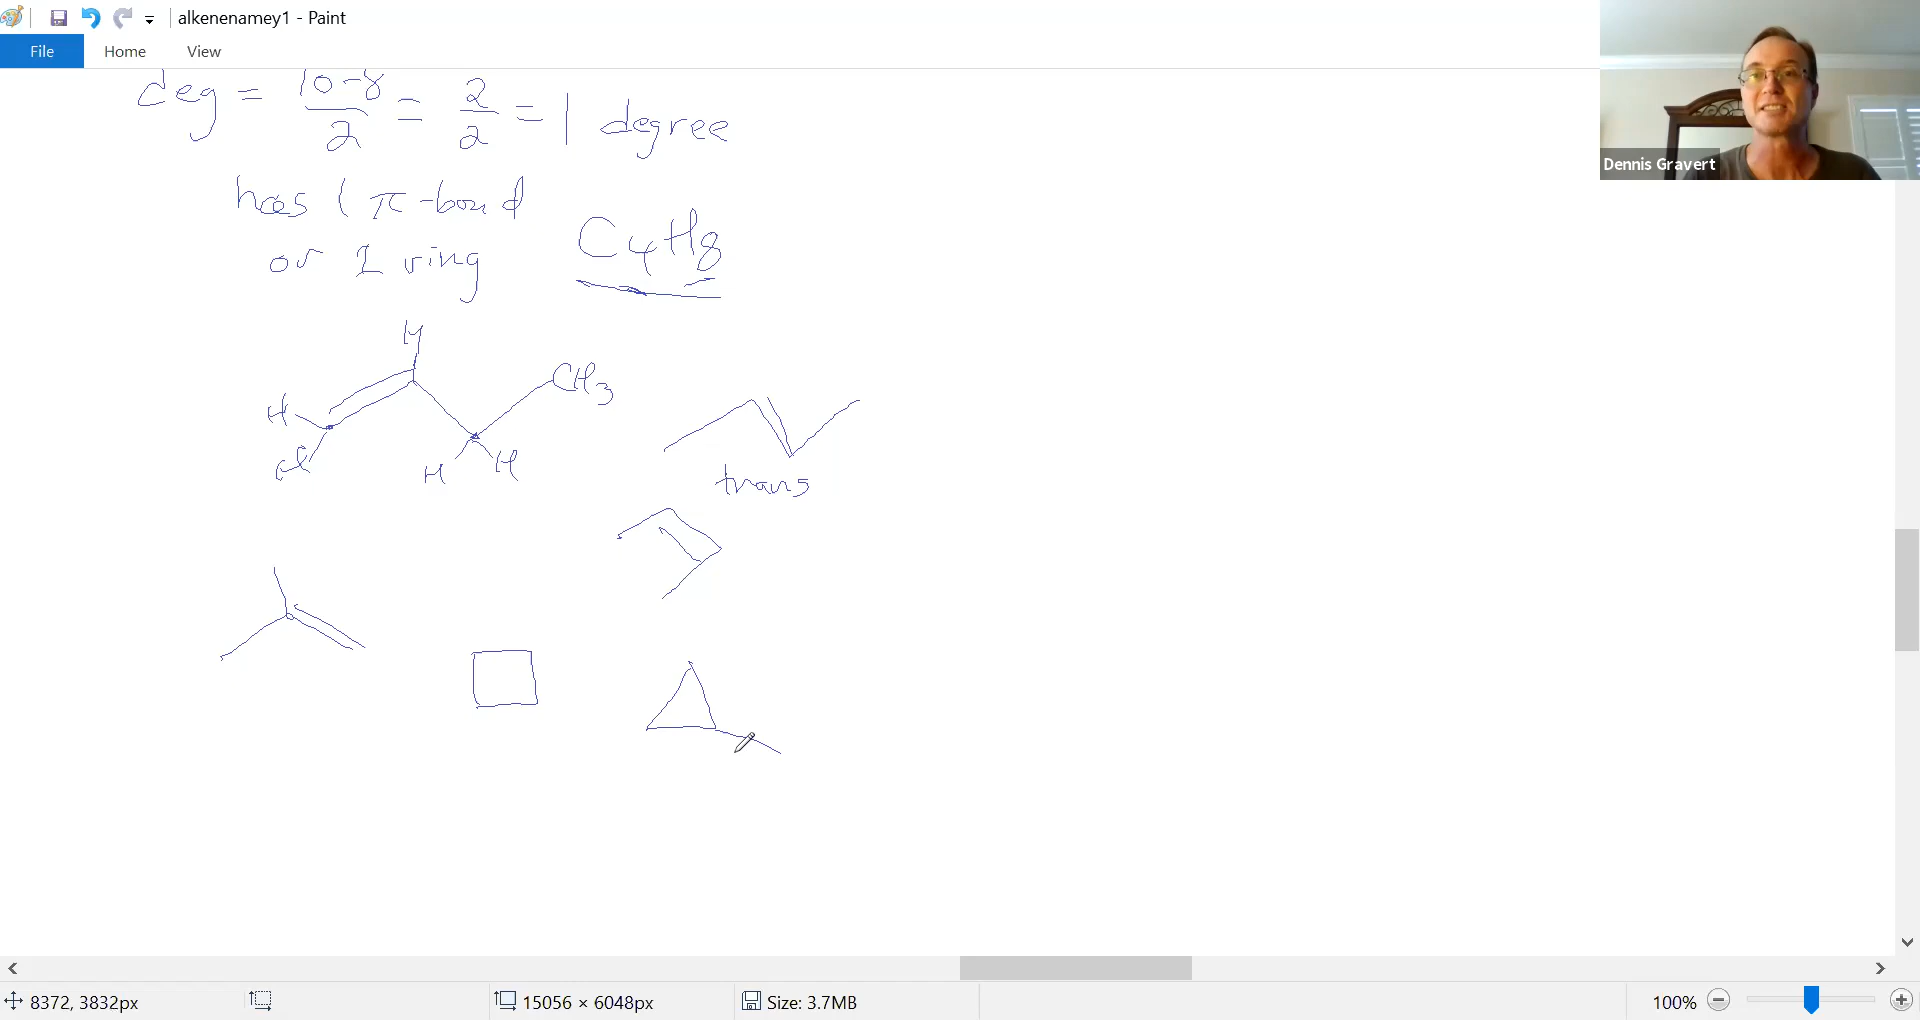 alkenenamey1 - Paint
File Home View
Dennis Gravert
deg = 10-8 / 2 = 2 / 2 = 1 degree
has 1 π-bond
or 1 ring
C4H8
H
CH3
H
H
H
H
trans
8372, 3832px
15056 × 6048px
Size: 3.7MB
100%